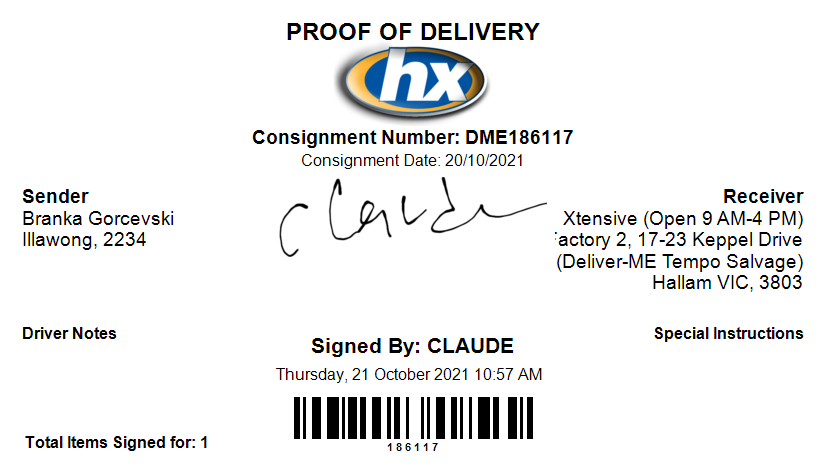 PROOF OF DELIVERY
hx
Consignment Number: DME186117
Consignment Date: 20/10/2021
Sender
Branka Gorcevski
Illawong, 2234
Claude
Receiver
Xtensive (Open 9 AM-4 PM)
Factory 2, 17-23 Keppel Drive
(Deliver-ME Tempo Salvage)
Hallam VIC, 3803
Driver Notes
Special Instructions
Signed By: CLAUDE
Thursday, 21 October 2021 10:57 AM
186117
Total Items Signed for: 1